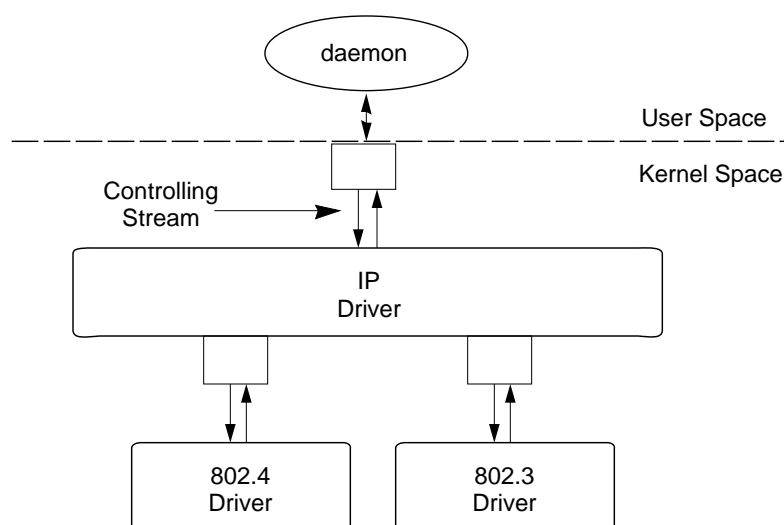 daemon
User Space
Kernel Space
Controlling
Stream
IP
Driver
802.4
Driver
802.3
Driver